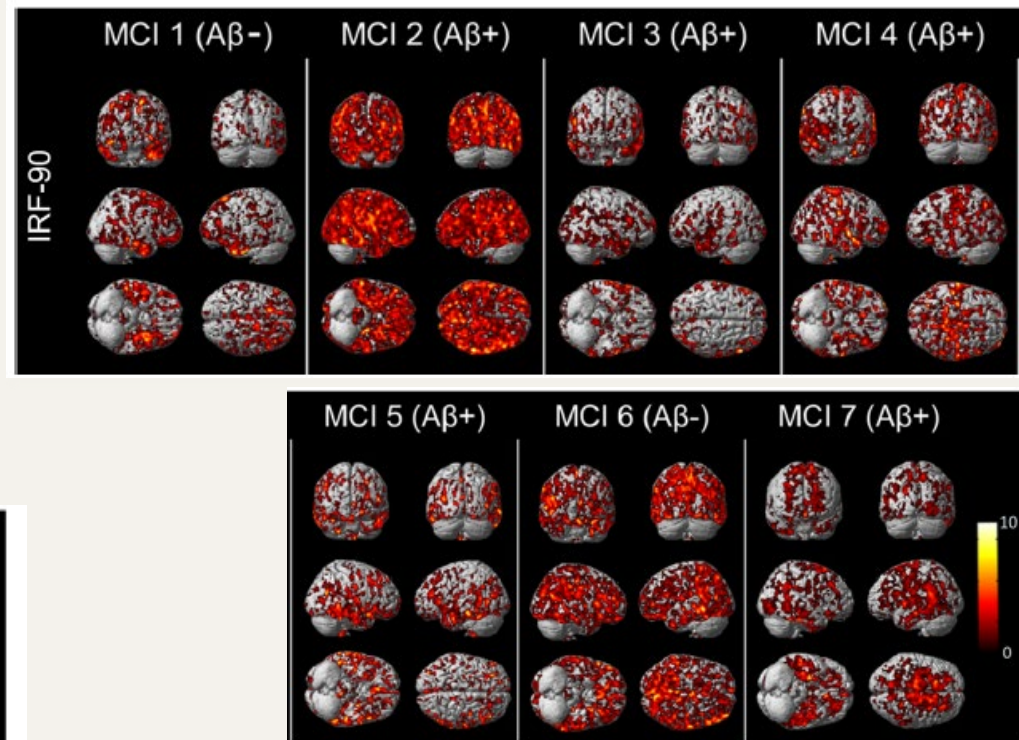 MCI 1 (Aβ-) MCI 2 (Aβ+) MCI 3 (Aβ+) MCI 4 (Aβ+)
IRF-90
MCI 5 (Aβ+) MCI 6 (Aβ-) MCI 7 (Aβ+)
10
0